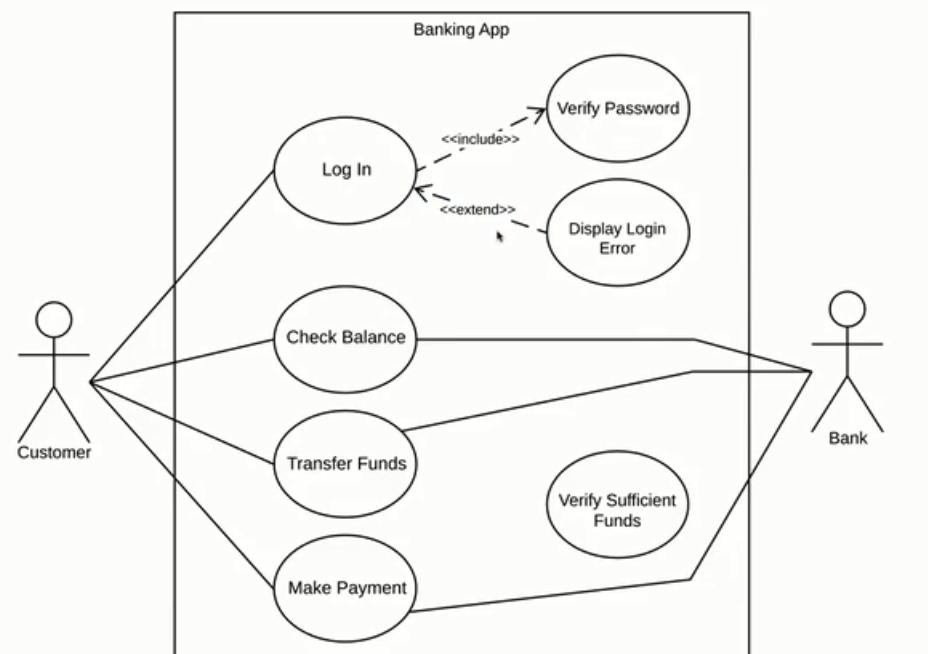 Banking App
Verify Password
<<include>>
Log In
<<extend>>
Display Login
Error
Check Balance
Customer
Bank
Transfer Funds
Verify Sufficient
Funds
Make Payment